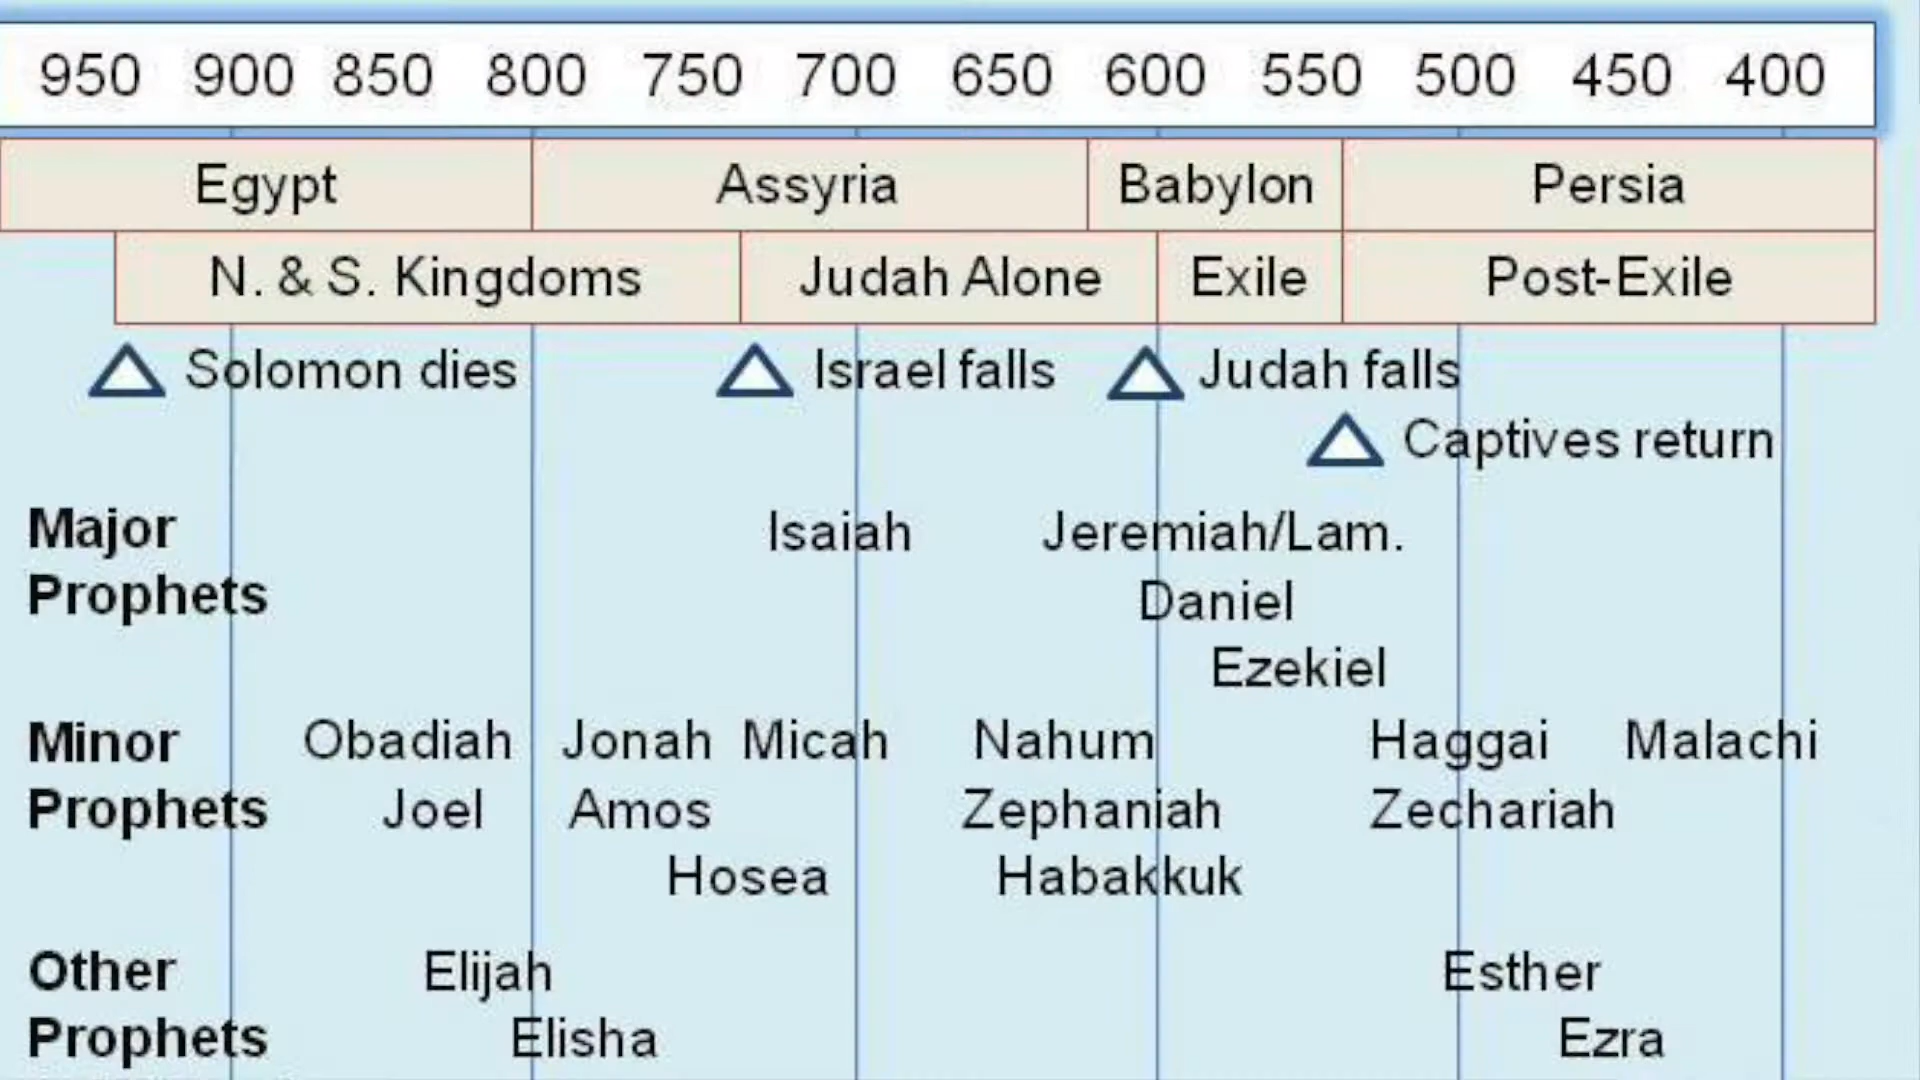 950 900 850 800 750 700 650 600 550 500 450 400
Egypt Assyria Babylon Persia
N. & S. Kingdoms Judah Alone Exile Post-Exile
Solomon dies Israel falls Judah falls
Captives return
Major Isaiah Jeremiah/Lam.
Prophets Daniel
Ezekiel
Minor Obadiah Jonah Micah Nahum Haggai Malachi
Prophets Joel Amos Zephaniah Zechariah
Hosea Habakkuk
Other Elijah Esther
Prophets Elisha Ezra